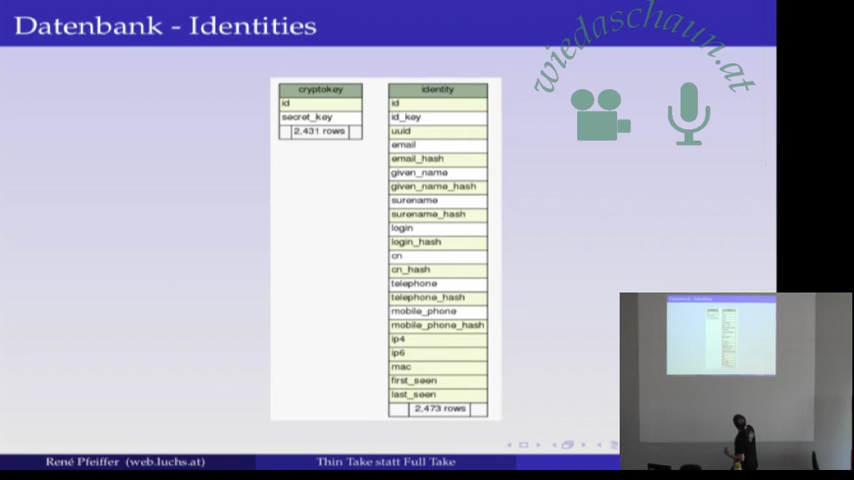 Datenbank - Identities
wiedaschaun.at
cryptokey
id
secret_key
2,431 rows
identity
id
id_key
uuid
email
email_hash
given_name
given_name_hash
surename
surename_hash
login
login_hash
cn
cn_hash
telephone
telephone_hash
mobile_phone
mobile_phone_hash
ip4
ip6
mac
first_seen
last_seen
2,473 rows
Datenbank - Identities
René Pfeiffer (web.luchs.at)
Thin Take statt Full Take